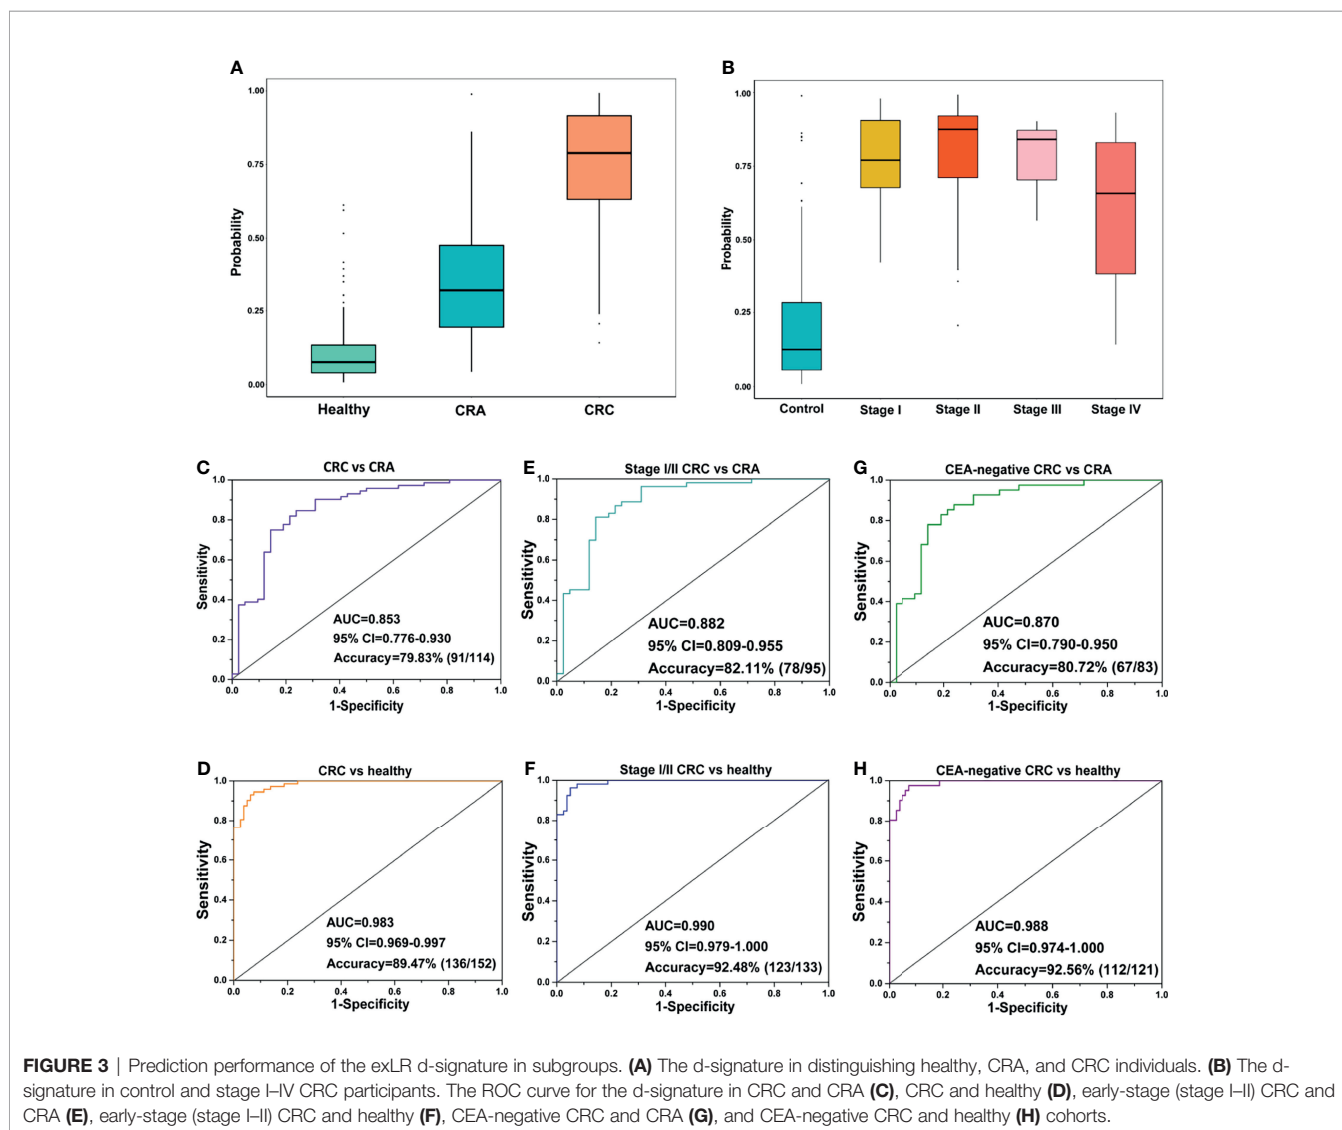 A
1.00
0.75
0.50
0.25
0.00
Probability
Healthy
CRA
CRC
B
1.00
0.75
0.50
0.25
0.00
Probability
Control
Stage I
Stage II
Stage III
Stage IV
C
CRC vs CRA
1.0
0.8
0.6
0.4
0.2
0.0
Sensitivity
AUC=0.853
95% CI=0.776-0.930
Accuracy=79.83% (91/114)
0.0 0.2 0.4 0.6 0.8 1.0
1-Specificity
E
Stage I/II CRC vs CRA
1.0
0.8
0.6
0.4
0.2
0.0
Sensitivity
AUC=0.882
95% CI=0.809-0.955
Accuracy=82.11% (78/95)
0.0 0.2 0.4 0.6 0.8 1.0
1-Specificity
G
CEA-negative CRC vs CRA
1.0
0.8
0.6
0.4
0.2
0.0
Sensitivity
AUC=0.870
95% CI=0.790-0.950
Accuracy=80.72% (67/83)
0.0 0.2 0.4 0.6 0.8 1.0
1-Specificity
D
CRC vs healthy
1.0
0.8
0.6
0.4
0.2
0.0
Sensitivity
AUC=0.983
95% CI=0.969-0.997
Accuracy=89.47% (136/152)
0.0 0.2 0.4 0.6 0.8 1.0
1-Specificity
F
Stage I/II CRC vs healthy
1.0
0.8
0.6
0.4
0.2
0.0
Sensitivity
AUC=0.990
95% CI=0.979-1.000
Accuracy=92.48% (123/133)
0.0 0.2 0.4 0.6 0.8 1.0
1-Specificity
H
CEA-negative CRC vs healthy
1.0
0.8
0.6
0.4
0.2
0.0
Sensitivity
AUC=0.988
95% CI=0.974-1.000
Accuracy=92.56% (112/121)
0.0 0.2 0.4 0.6 0.8 1.0
1-Specificity
FIGURE 3 | Prediction performance of the exLR d-signature in subgroups. (A) The d-signature in distinguishing healthy, CRA, and CRC individuals. (B) The d-
signature in control and stage I–IV CRC participants. The ROC curve for the d-signature in CRC and CRA (C), CRC and healthy (D), early-stage (stage I–II) CRC and
CRA (E), early-stage (stage I–II) CRC and healthy (F), CEA-negative CRC and CRA (G), and CEA-negative CRC and healthy (H) cohorts.